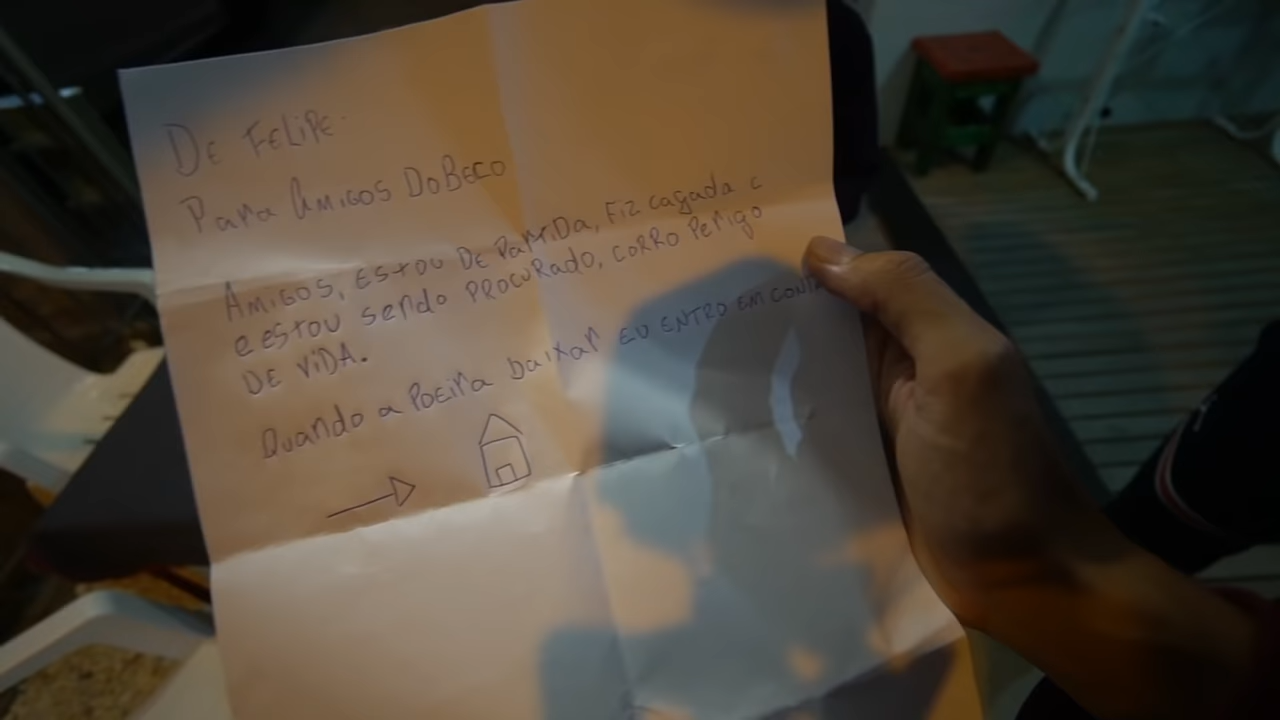 DE FELIPE.
Para Amigos Do Beco
Amigos, Estou DE PartiDa, Fiz cagada
e estou sendo PROCURADO, CORRO Perigo
DE ViDA.
Quando a Poeira baixar EU ENTRO EM